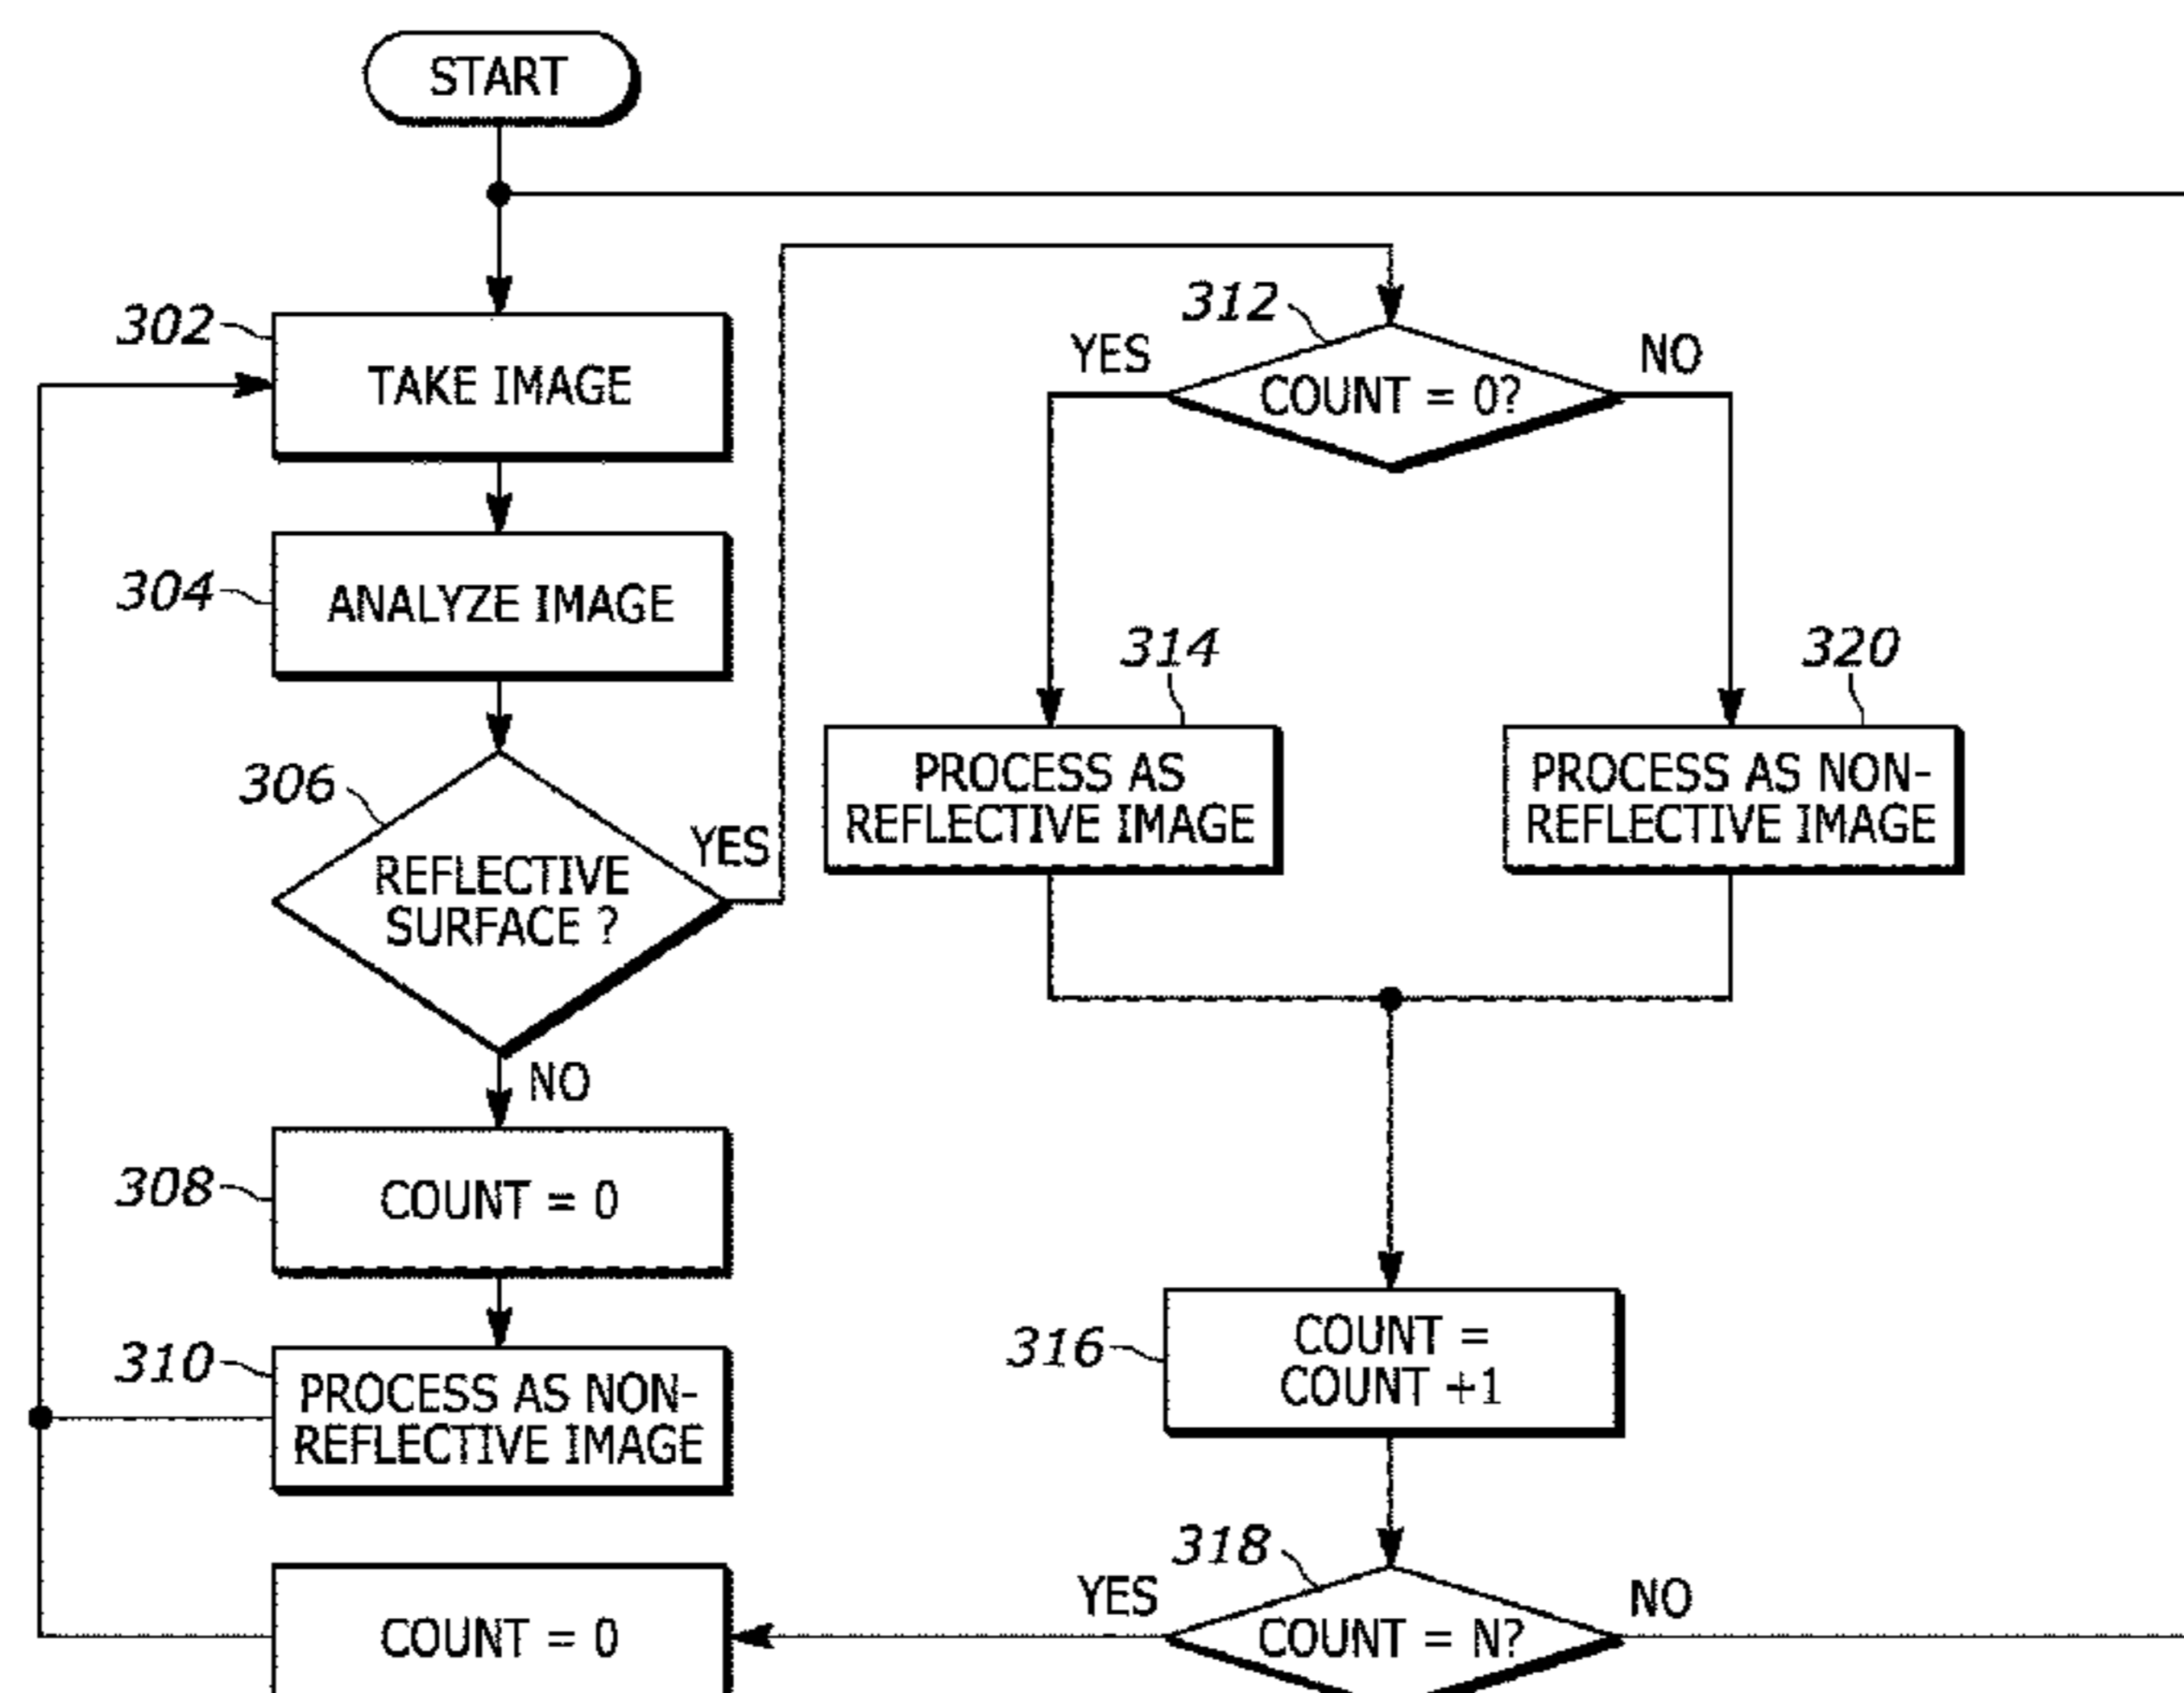 START
302
TAKE IMAGE
304
ANALYZE IMAGE
306
REFLECTIVE
SURFACE ?
YES
NO
308
COUNT = 0
310
PROCESS AS NON-
REFLECTIVE IMAGE
COUNT = 0
312
YES
COUNT = 0?
NO
314
PROCESS AS
REFLECTIVE IMAGE
320
PROCESS AS NON-
REFLECTIVE IMAGE
316
COUNT =
COUNT +1
318
YES
COUNT = N?
NO